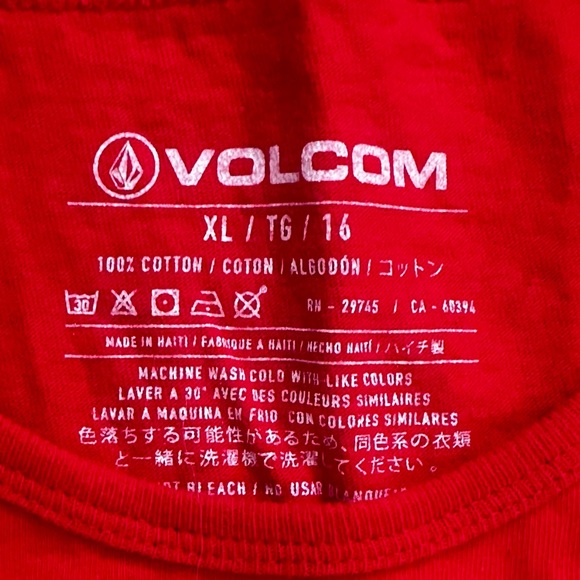 VOLCOM
XL / TG / 16
100% COTTON / COTON / ALGODÓN / コットン
30
RN - 29745 / CA - 60394
MADE IN HAITI / FABRIQUE A HAITI / HECHO HAITÍ / ハイチ製
MACHINE WASH COLD WITH LIKE COLORS
LAVER A 30° AVEC DES COULEURS SIMILAIRES
LAVAR A MAQUINA EN FRIO CON COLORES SIMILARES
色落ちする可能性があるため、同色系の衣類
と一緒に洗濯機で洗濯してください。
BLEACH / NO USAR